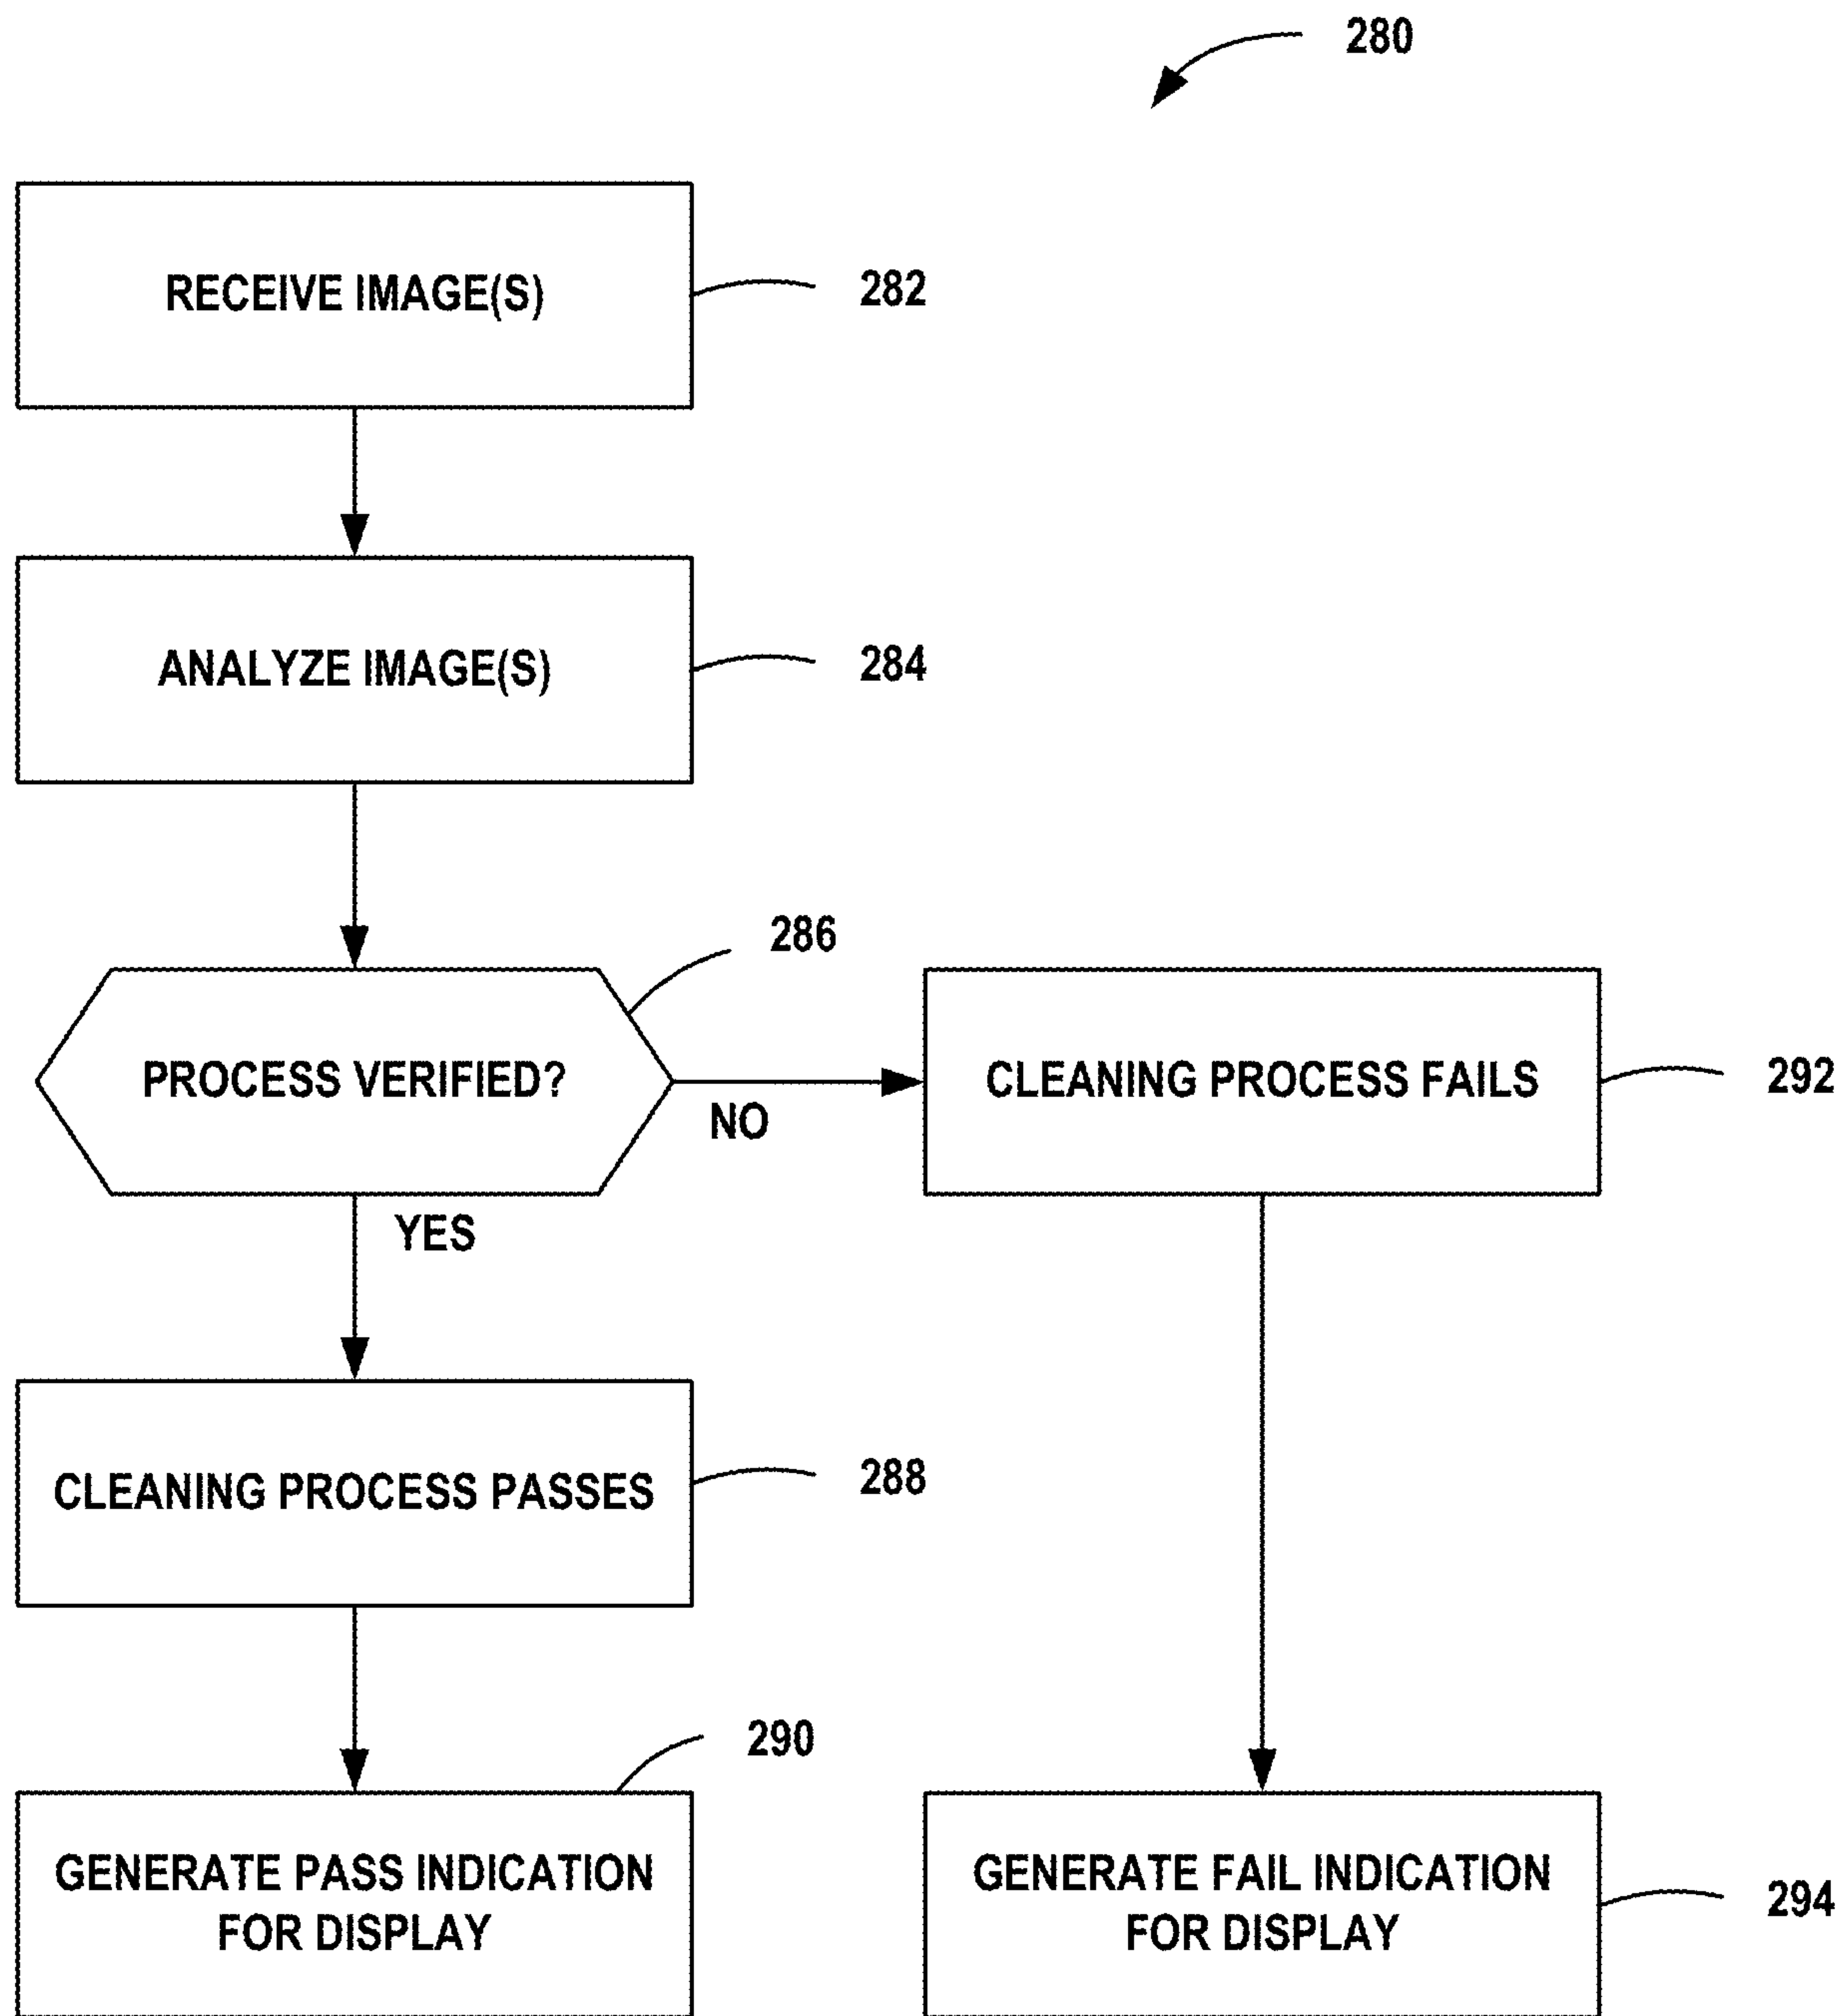 280
RECEIVE IMAGE(S)
282
ANALYZE IMAGE(S)
284
286
PROCESS VERIFIED?
NO
CLEANING PROCESS FAILS
292
YES
CLEANING PROCESS PASSES
288
290
GENERATE PASS INDICATION
FOR DISPLAY
GENERATE FAIL INDICATION
FOR DISPLAY
294